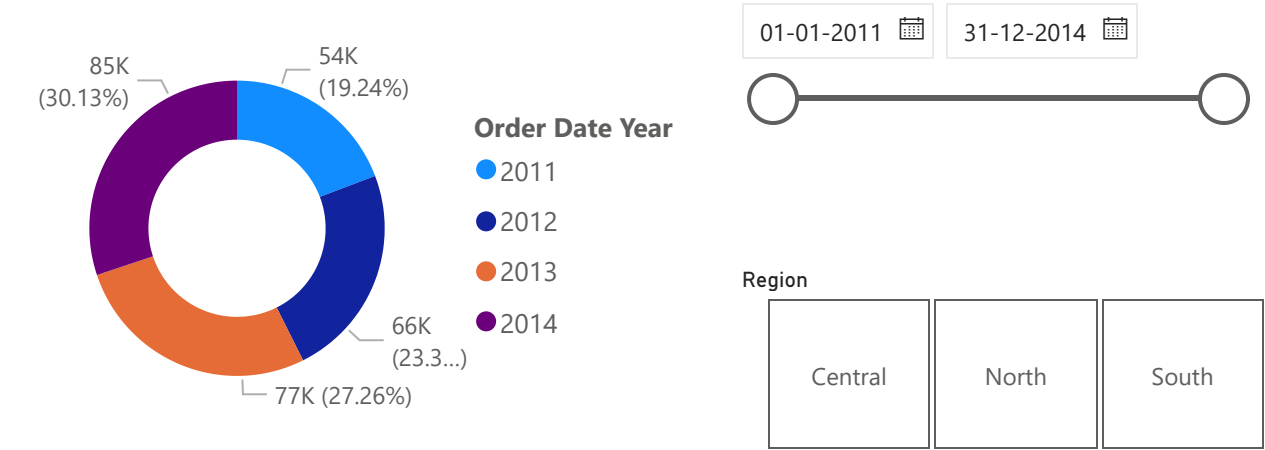 85K
(30.13%)
54K
(19.24%)
66K
(23.3...)
77K (27.26%)
Order Date Year
2011
2012
2013
2014
01-01-2011
31-12-2014
Region
Central
North
South